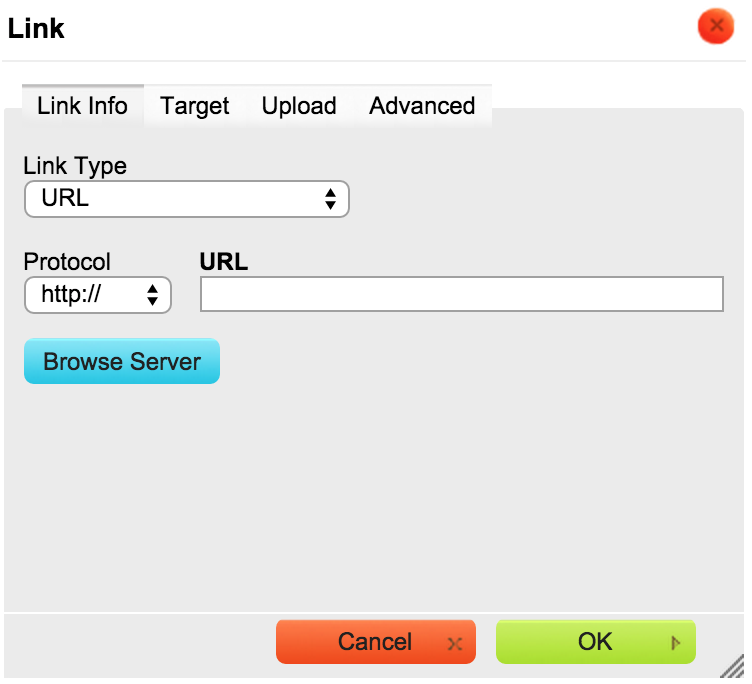 Link
Link Info Target Upload Advanced
Link Type
URL
Protocol URL
http://
Browse Server
Cancel OK